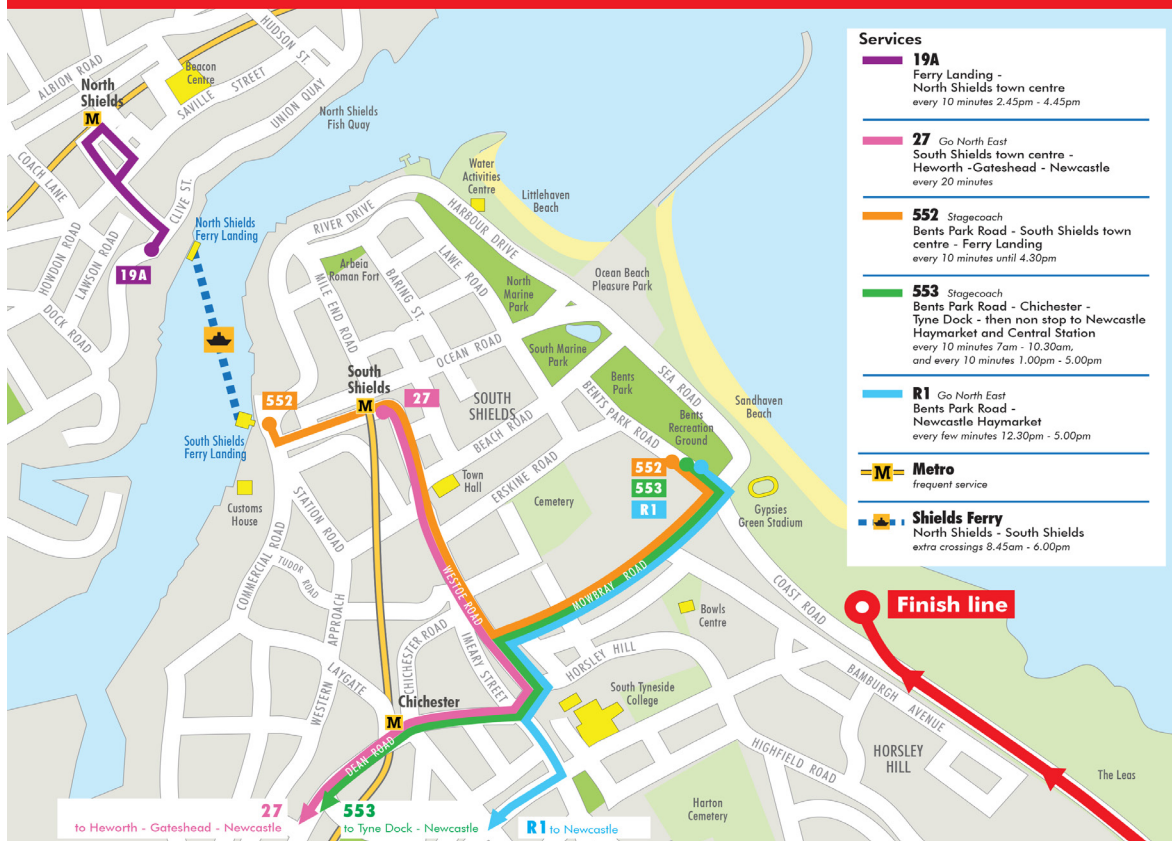 Services
19A
Ferry Landing -
North Shields town centre
every 10 minutes 2.45pm - 4.45pm
27 Go North East
South Shields town centre -
Heworth -Gateshead - Newcastle
every 20 minutes
552 Stagecoach
Bents Park Road - South Shields town
centre - Ferry Landing
every 10 minutes until 4.30pm
553 Stagecoach
Bents Park Road - Chichester -
Tyne Dock - then non stop to Newcastle
Haymarket and Central Station
every 10 minutes 7am - 10.30am,
and every 10 minutes 1.00pm - 5.00pm
R1 Go North East
Bents Park Road -
Newcastle Haymarket
every few minutes 12.30pm - 5.00pm
M Metro
frequent service
Shields Ferry
North Shields - South Shields
extra crossings 8.45am - 6.00pm
ALBION ROAD
HUDSON ST.
Beacon
Centre
SAVILLE STREET
UNION QUAY
North
Shields
M
North Shields
Fish Quay
COACH LANE
CLIVE ST.
HOWDON ROAD
LAWSON ROAD
DOCK ROAD
19A
North Shields
Ferry Landing
Water
Activities
Centre
Littlehaven
Beach
RIVER DRIVE
HARBOUR DRIVE
Arbeia
Roman Fort
MILE END ROAD
BARING ST.
LAWE ROAD
North
Marine
Park
Ocean Beach
Pleasure Park
OCEAN ROAD
South Marine
Park
South
Shields
M
27
552
South Shields
Ferry Landing
SOUTH
SHIELDS
BEACH ROAD
BENTS PARK ROAD
Bents
Park
SEA ROAD
Sandhaven
Beach
Bents
Recreation
Ground
ERSKINE ROAD
Town
Hall
Customs
House
STATION ROAD
Cemetery
552
553
R1
Gypsies
Green Stadium
COMMERCIAL ROAD
TUDOR ROAD
WESTOE ROAD
MOWBRAY ROAD
COAST ROAD
Bowls
Centre
Finish line
WESTERN APPROACH
CHICHESTER ROAD
IMEARY STREET
HORSLEY HILL
LAYGATE
BAMBURGH AVENUE
South Tyneside
College
Chichester
M
DEAN ROAD
HIGHFIELD ROAD
HORSLEY
HILL
The Leas
Harton
Cemetery
27
to Heworth - Gateshead - Newcastle
553
to Tyne Dock - Newcastle
R1 to Newcastle